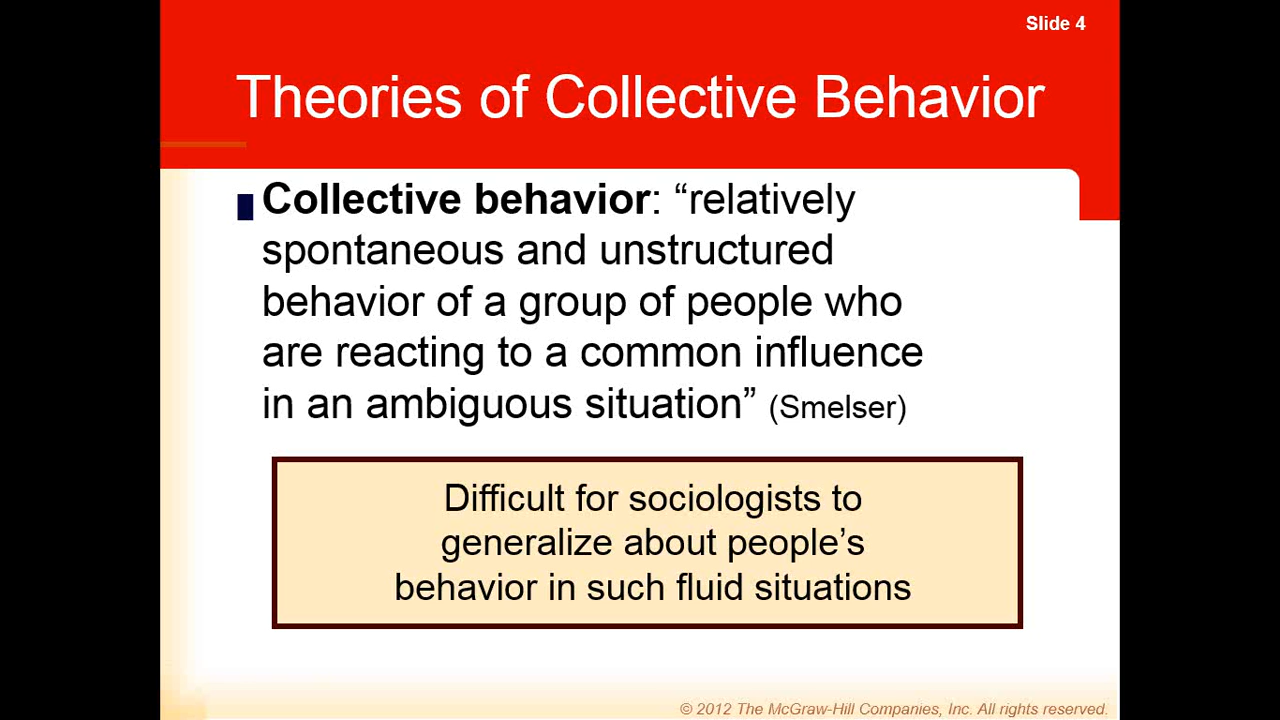 Slide 4
Theories of Collective Behavior
Collective behavior: “relatively
spontaneous and unstructured
behavior of a group of people who
are reacting to a common influence
in an ambiguous situation” (Smelser)
Difficult for sociologists to
generalize about people’s
behavior in such fluid situations
© 2012 The McGraw-Hill Companies, Inc. All rights reserved.